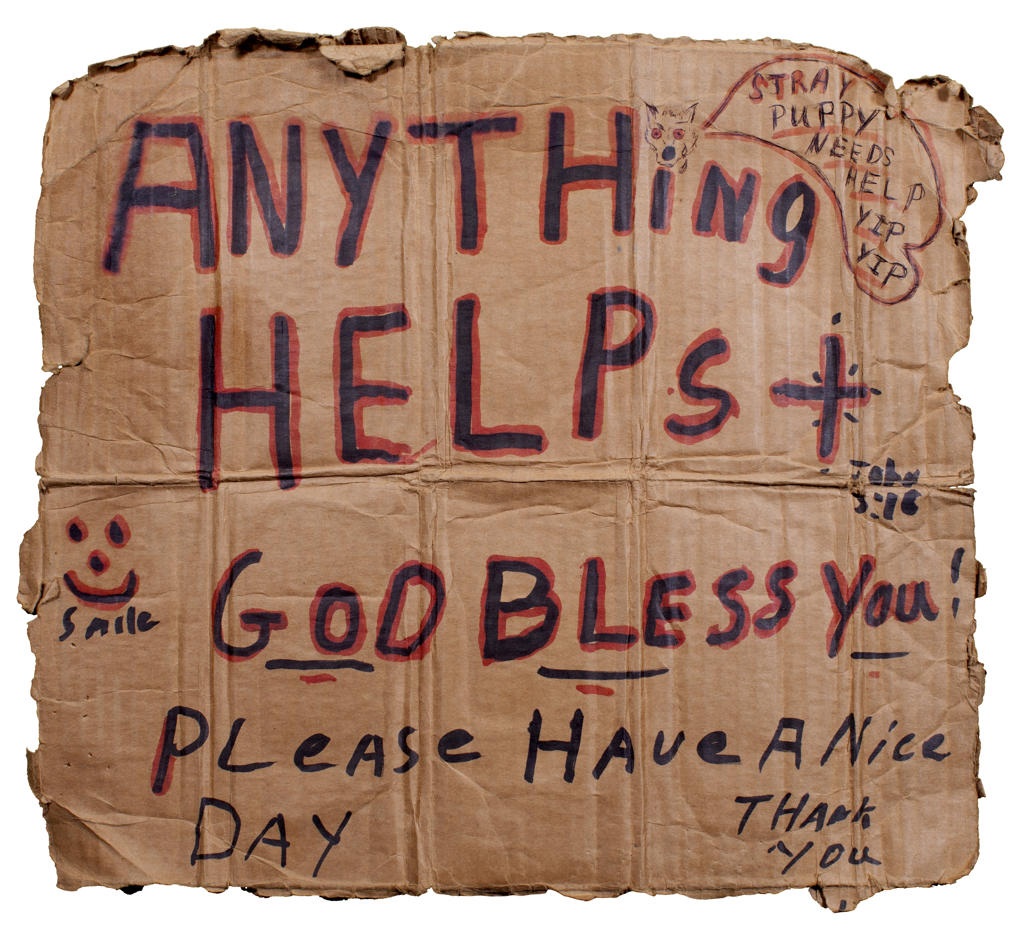 STRAY
PUPPY
NEEDS
HELP
YIP
YIP
ANYTHing
HELPs
John
3:16
Smile
GoD BLESS You!
PLeAse HAve A Nice
DAY
THAnk
You